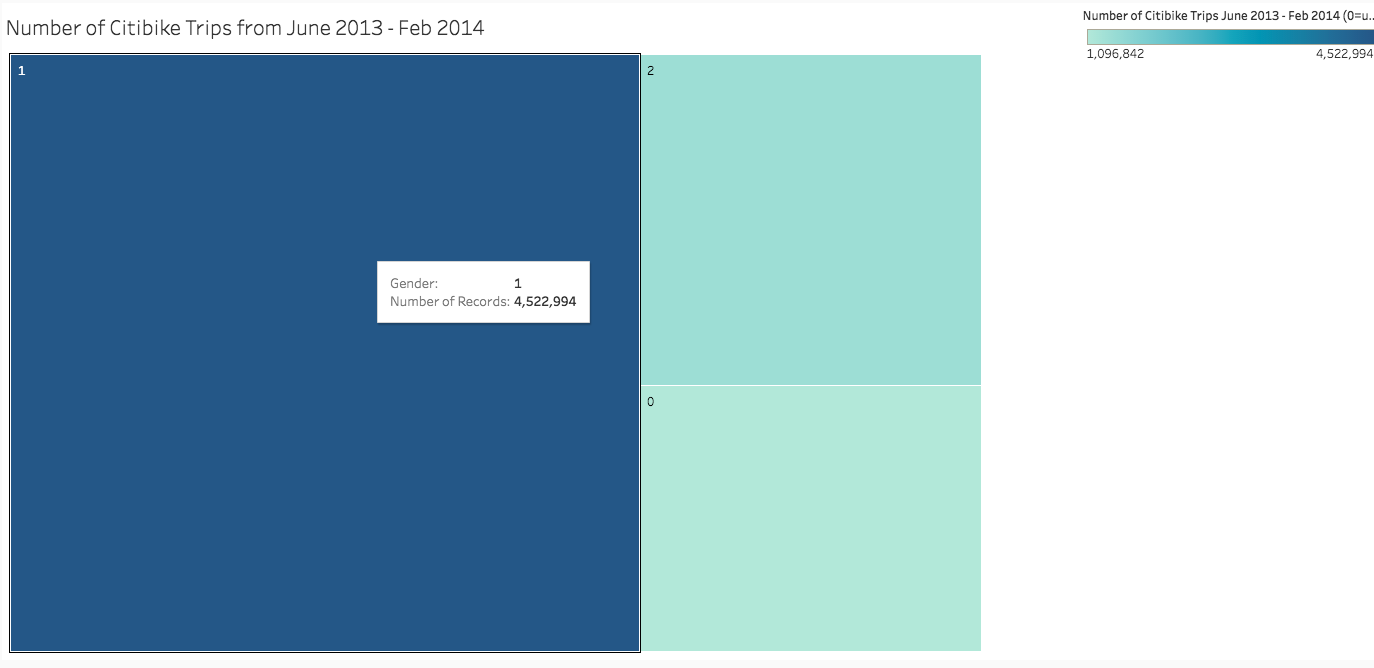 Number of Citibike Trips from June 2013 - Feb 2014
Number of Citibike Trips June 2013 - Feb 2014 (0=u..
1,096,842 4,522,994
1
2
Gender: 1
Number of Records: 4,522,994
0